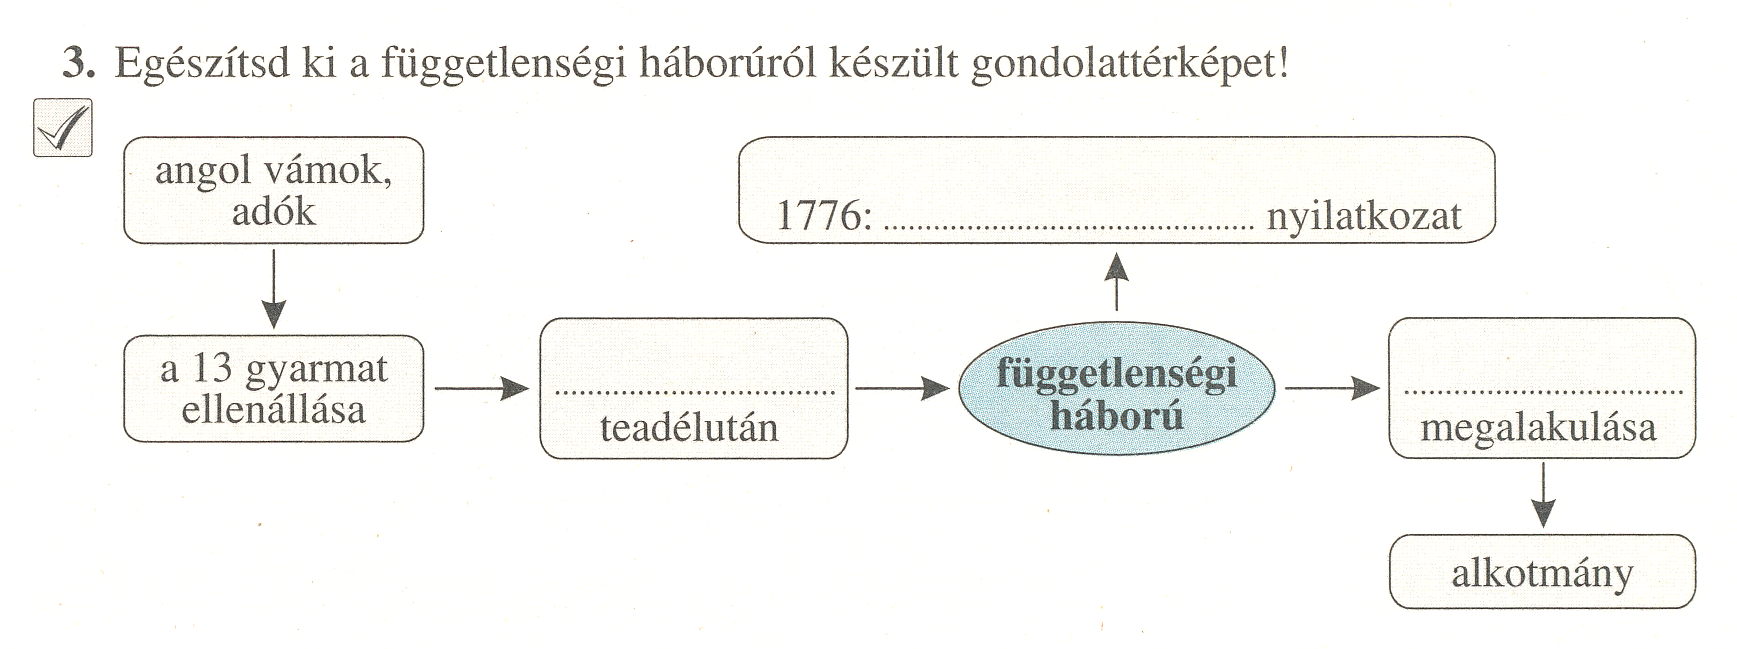 3. Egészítsd ki a függetlenségi háborúról készült gondolattérképet!
angol vámok,
adók
1776: ............................................ nyilatkozat
a 13 gyarmat
ellenállása
..................................
teadélután
függetlenségi
háború
..................................
megalakulása
alkotmány